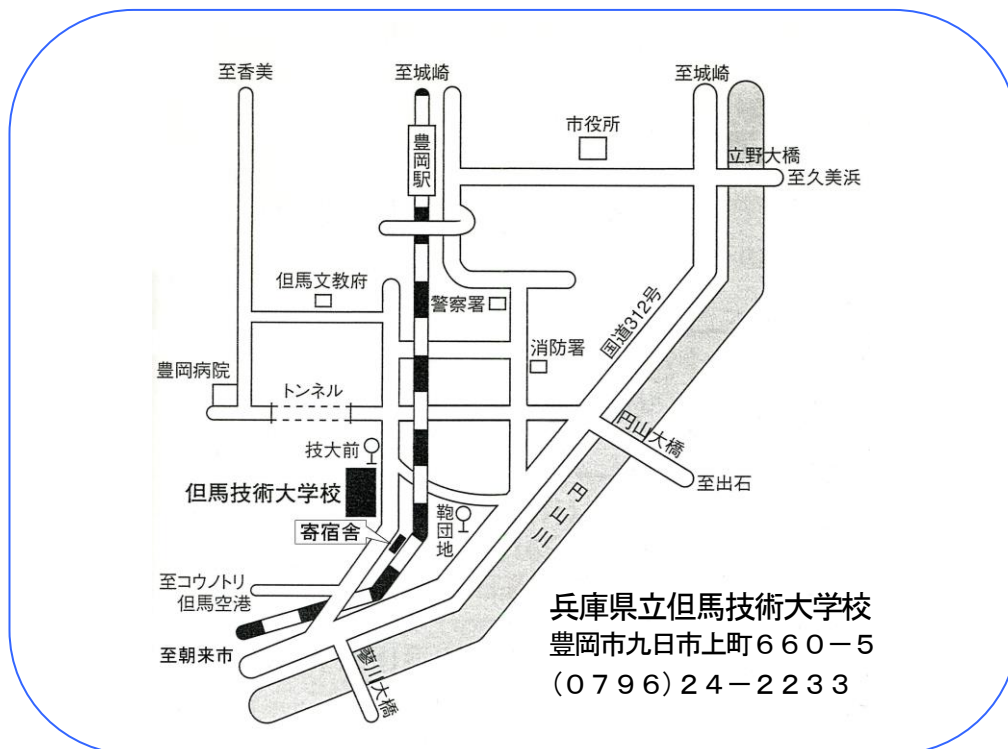 至香美
至城崎
至城崎
市役所
豊岡駅
立野大橋
至久美浜
但馬文教府
警察署
国道312号
消防署
豊岡病院
トンネル
円山大橋
技大前
至出石
但馬技術大学校
鞄団地
円山川
寄宿舎
至コウノトリ
但馬空港
兵庫県立但馬技術大学校
至朝来市
豊岡市九日市上町660-5
蓼川大橋
(0796)24-2233